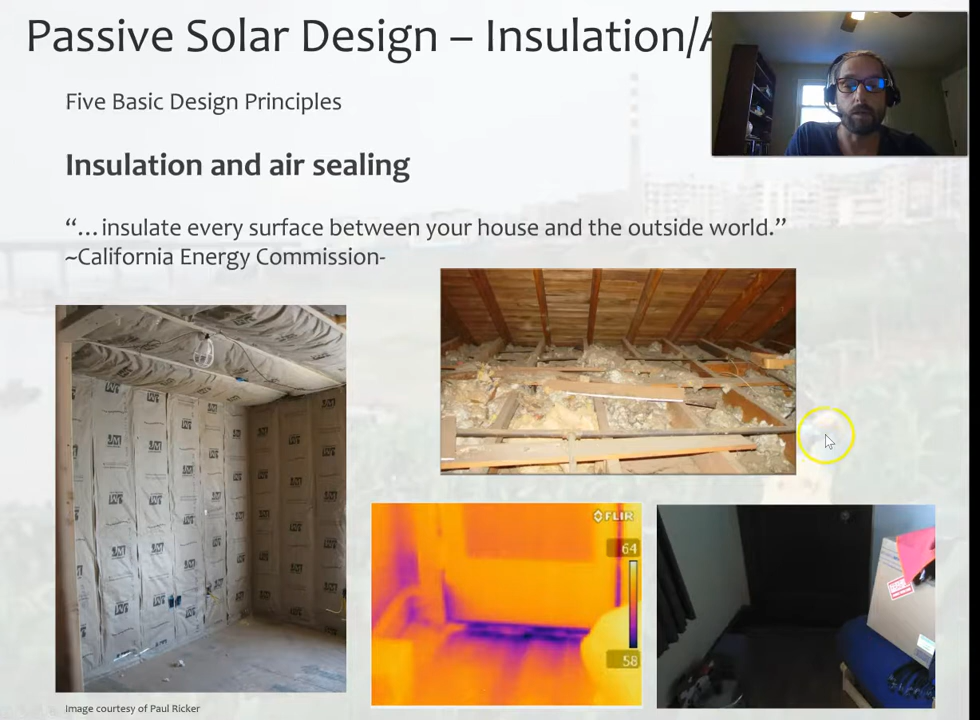 Passive Solar Design – Insulation/
Five Basic Design Principles
Insulation and air sealing
“…insulate every surface between your house and the outside world.”
~California Energy Commission-
FLIR
64
58
Image courtesy of Paul Ricker